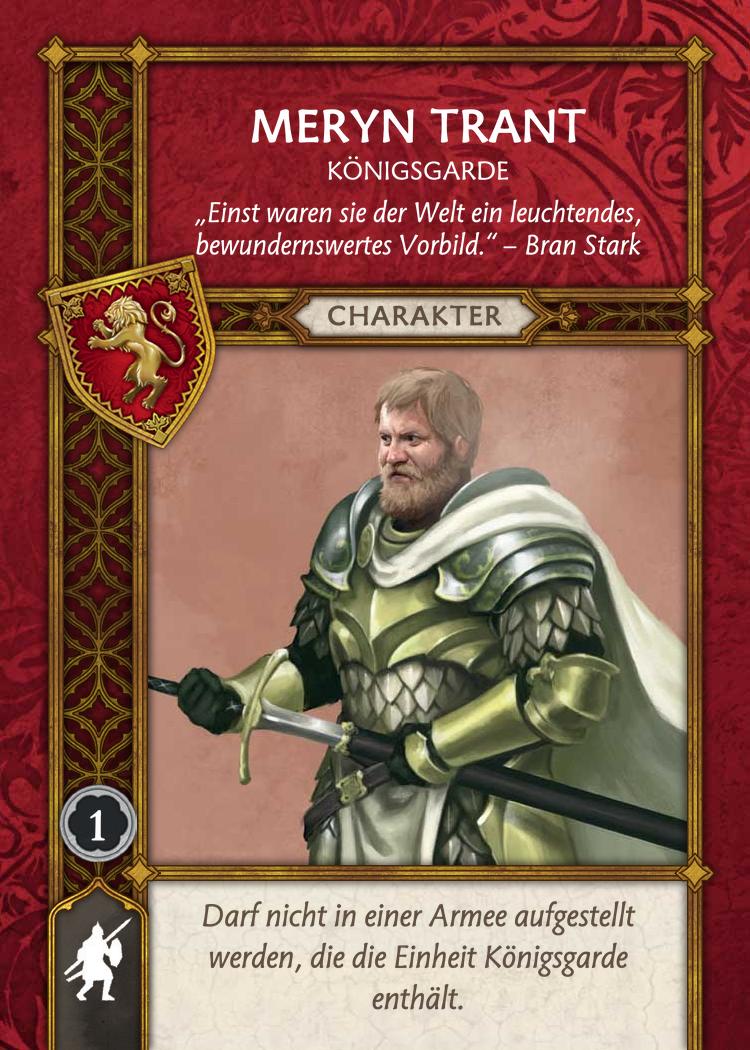 MERYN TRANT
KÖNIGSGARDE
„Einst waren sie der Welt ein leuchtendes,
bewundernswertes Vorbild.“ – Bran Stark
CHARAKTER
1
Darf nicht in einer Armee aufgestellt
werden, die die Einheit Königsgarde
enthält.